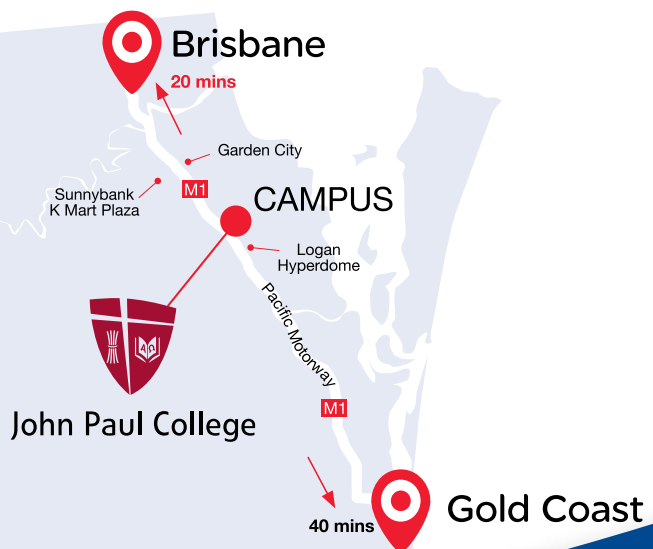 Brisbane
20 mins
Garden City
Sunnybank
K Mart Plaza
M1
CAMPUS
Logan
Hyperdome
Pacific Motorway
John Paul College
M1
Gold Coast
40 mins